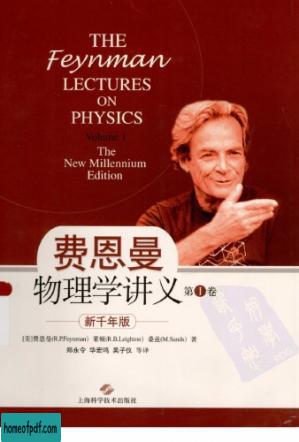 THE
Feynman
LECTURES
ON
PHYSICS
Volume 1
The
New Millennium
Edition
费恩曼
物理学讲义 第1卷
新千年版
[美]费恩曼(R.P.Feynman) 莱顿(R.B.Leighton) 桑兹(M.Sands) 著
郑永令 华宏鸣 吴子仪 等译
上海科学技术出版社
homeofpdf.com